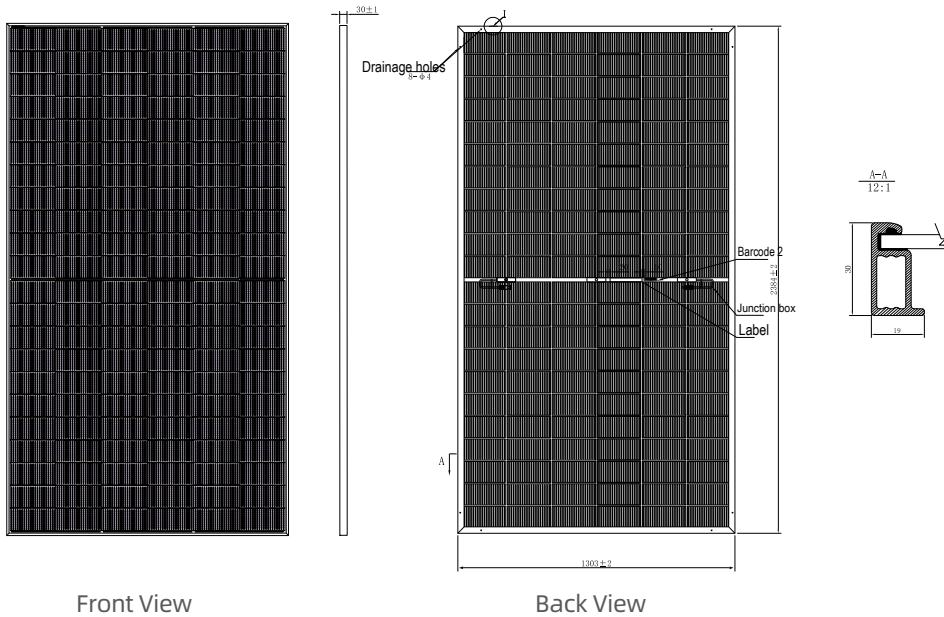 30±1
I
Drainage holes
8-Φ4
A-A
12:1
Barcode 2
2384±2
30
Junction box
Label
19
A
1303±2
Front View
Back View